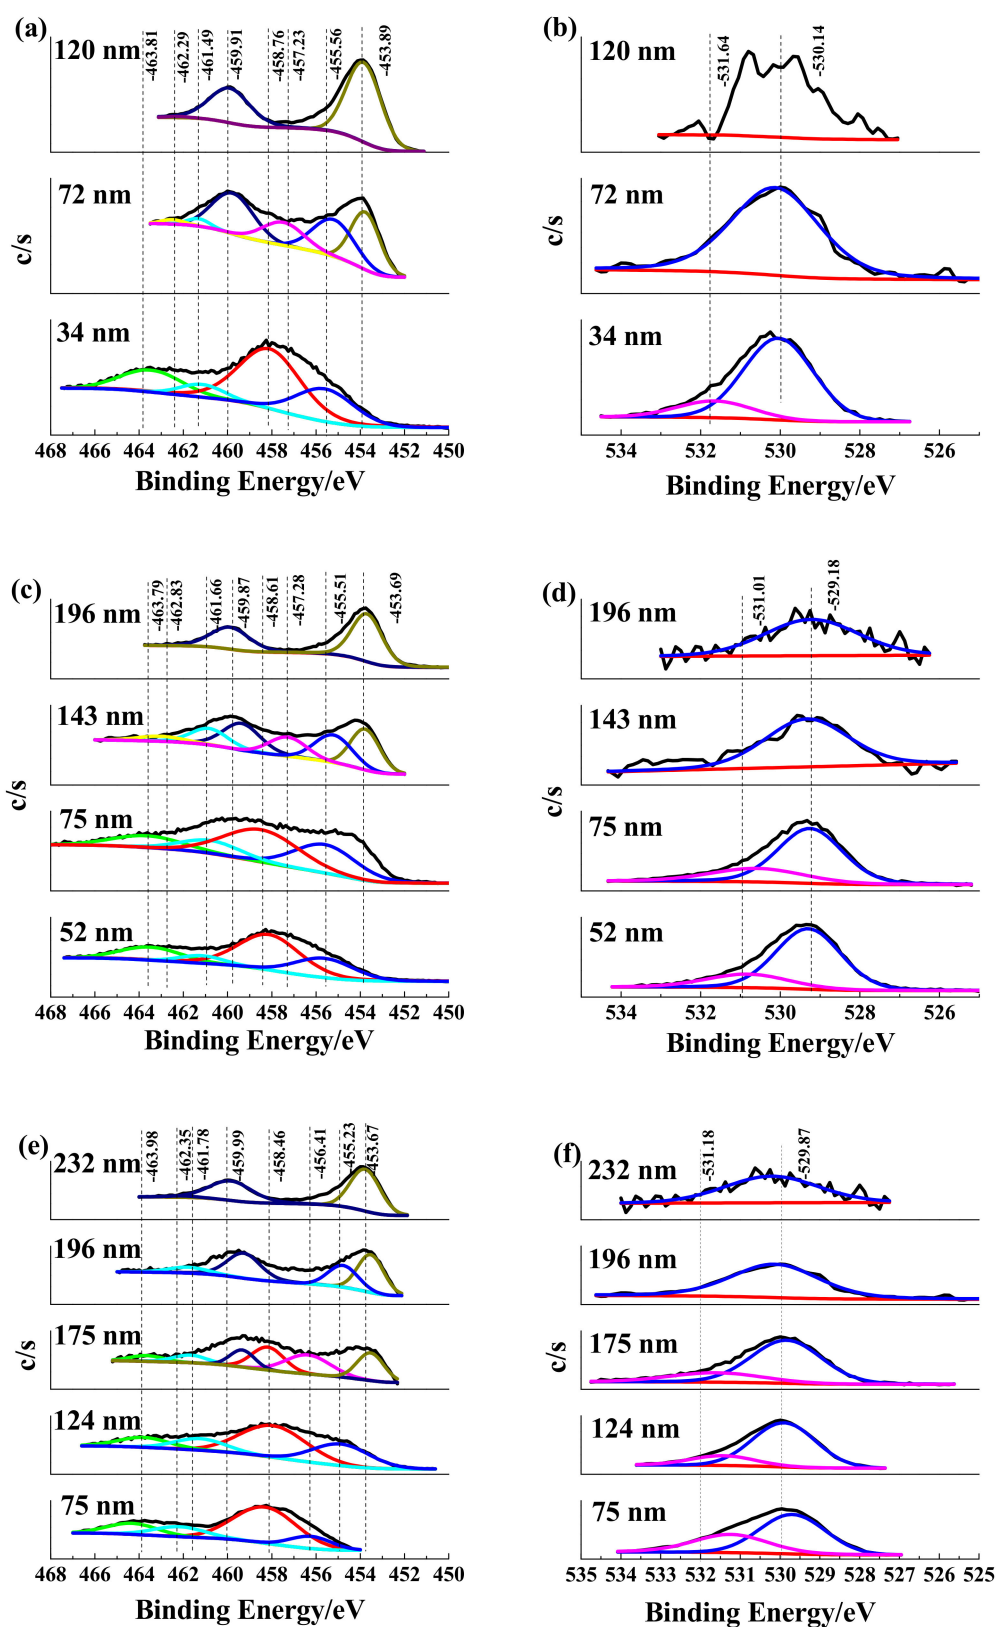 (a)
120 nm
-463.81
-462.29
-461.49
-459.91
-458.76
-457.23
-455.56
-453.89
72 nm
34 nm
c/s
468 466 464 462 460 458 456 454 452 450
Binding Energy/eV
(b)
120 nm
-531.64
-530.14
72 nm
34 nm
c/s
534 532 530 528 526
Binding Energy/eV
(c)
196 nm
-463.79
-462.83
-461.66
-459.87
-458.61
-457.28
-455.51
-453.69
143 nm
75 nm
52 nm
c/s
468 466 464 462 460 458 456 454 452 450
Binding Energy/eV
(d)
196 nm
-531.01
-529.18
143 nm
75 nm
52 nm
c/s
534 532 530 528 526
Binding Energy/eV
(e)
232 nm
-463.98
-462.35
-461.78
-459.99
-458.46
-456.41
-455.23
-453.67
196 nm
175 nm
124 nm
75 nm
c/s
468 466 464 462 460 458 456 454 452 450
Binding Energy/eV
(f)
232 nm
-531.18
-529.87
196 nm
175 nm
124 nm
75 nm
c/s
535 534 533 532 531 530 529 528 527 526 525
Binding Energy/eV